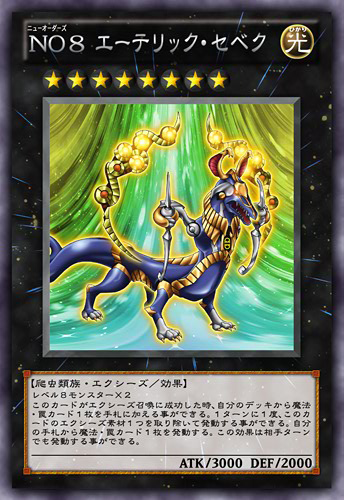 ニューオーダーズ
NO8 エーテリック・セベク
ひかり
光
【爬虫類族・エクシーズ／効果】
レベル8モンスター×2
このカードがエクシーズ召喚に成功した時、自分のデッキから魔法
・罠カード1枚を手札に加える事ができる。1ターンに1度、このカ
ードのエクシーズ素材1つを取り除いて発動する事ができる。自分
の手札から魔法・罠カード1枚を発動する。この効果は相手ターン
でも発動する事ができる。
ATK/3000 DEF/2000